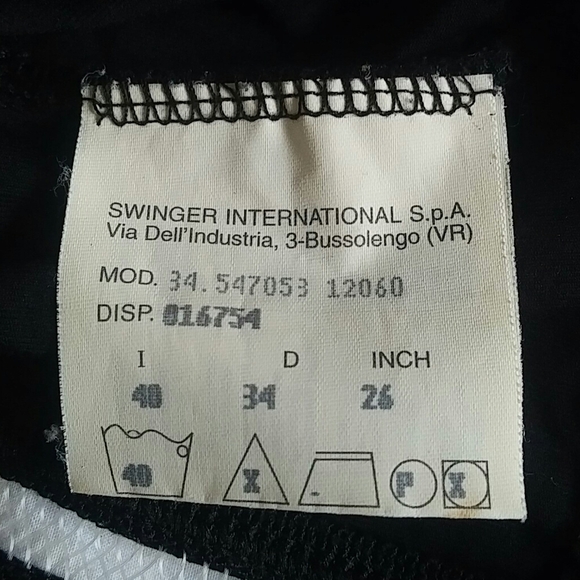 SWINGER INTERNATIONAL S.p.A.
Via Dell'Industria, 3-Bussolengo (VR)
MOD. 34.547053 12060
DISP. 016754
I D INCH
40 34 26
40 X - P X